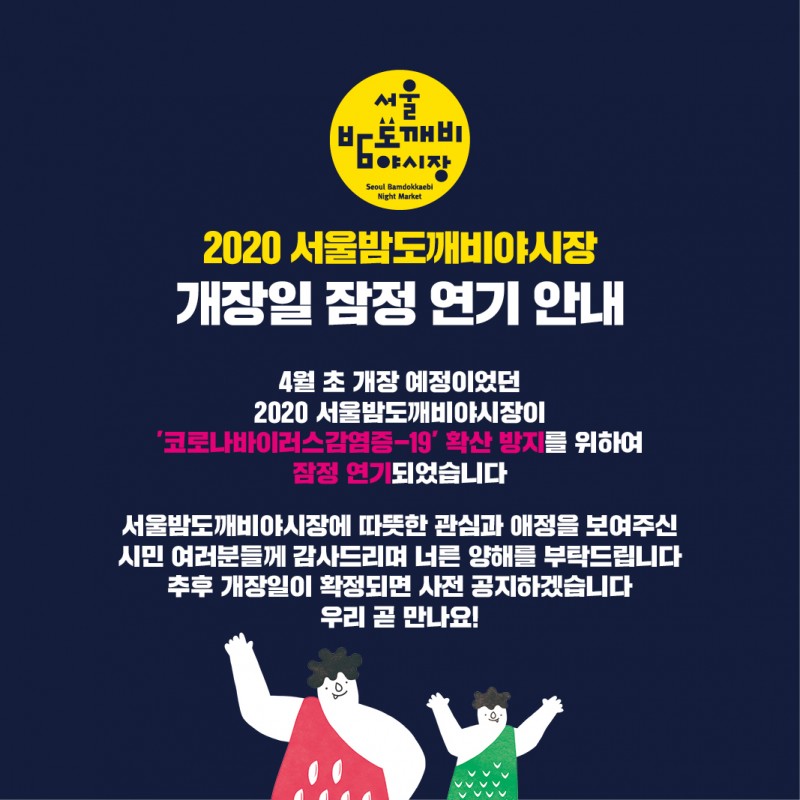 서울
밤도깨비
야시장
Seoul Bamdokkaebi
Night Market
2020 서울밤도깨비야시장
개장일 잠정 연기 안내
4월 초 개장 예정이었던
2020 서울밤도깨비야시장이
'코로나바이러스감염증-19' 확산 방지를 위하여
잠정 연기되었습니다
서울밤도깨비야시장에 따뜻한 관심과 애정을 보여주신
시민 여러분들께 감사드리며 너른 양해를 부탁드립니다
추후 개장일이 확정되면 사전 공지하겠습니다
우리 곧 만나요!